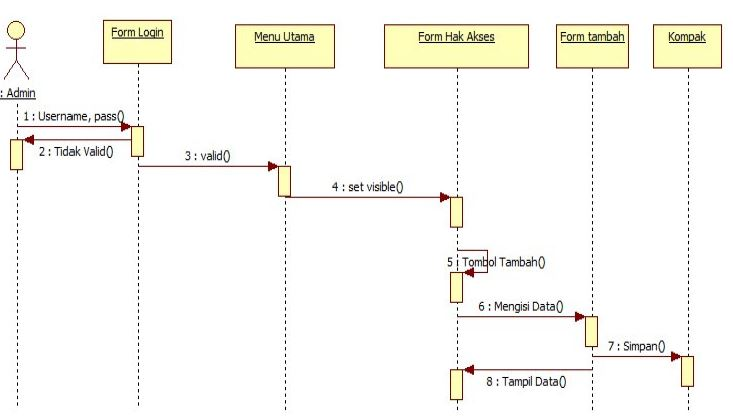 Form Login
Menu Utama
Form Hak Akses
Form tambah
Kompak
: Admin
1 : Username, pass()
2 : Tidak Valid()
3 : valid()
4 : set visible()
5 : Tombol Tambah()
6 : Mengisi Data()
7 : Simpan()
8 : Tampil Data()